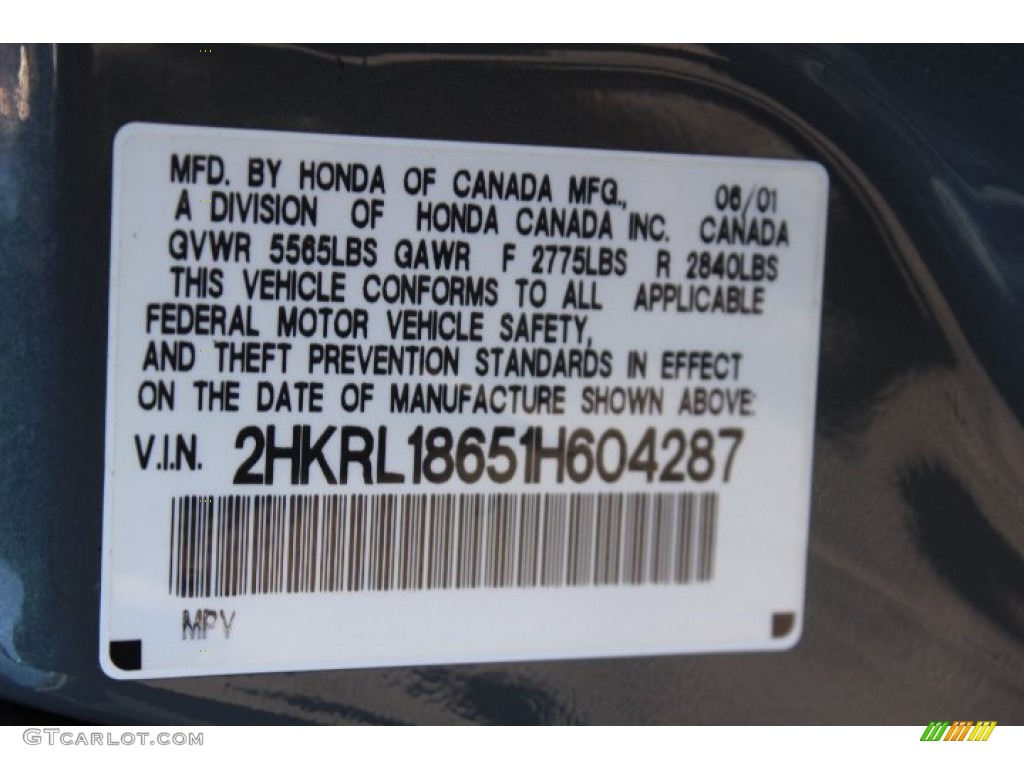 MFD. BY HONDA OF CANADA MFG., 06/01
A DIVISION OF HONDA CANADA INC. CANADA
GVWR 5565LBS GAWR F 2775LBS R 2840LBS
THIS VEHICLE CONFORMS TO ALL APPLICABLE
FEDERAL MOTOR VEHICLE SAFETY,
AND THEFT PREVENTION STANDARDS IN EFFECT
ON THE DATE OF MANUFACTURE SHOWN ABOVE:
V.I.N. 2HKRL18651H604287
MPV
GTCARLOT.COM